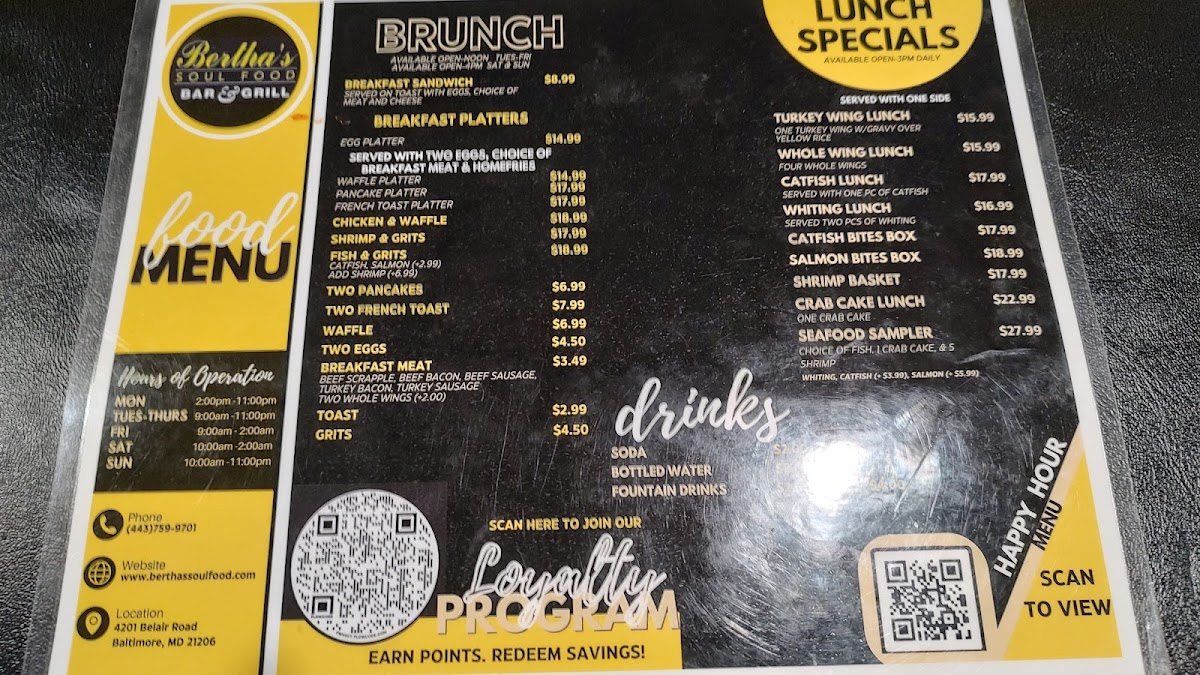 Bertha's
SOUL FOOD
BAR & GRILL
food
MENU
Hours of Operation
MON 2:00pm-11:00pm
TUES-THURS 9:00am-11:00pm
FRI 9:00am-2:00am
SAT 10:00am-2:00am
SUN 10:00am-11:00pm
Phone
(443)759-9701
Website
www.berthassoulfood.com
Location
4201 Belair Road
Baltimore, MD 21206
BRUNCH
AVAILABLE OPEN-NOON TUES-FRI
AVAILABLE OPEN-4PM SAT & SUN
BREAKFAST SANDWICH $8.99
SERVED ON TOAST WITH EGGS, CHOICE OF
MEAT AND CHEESE
BREAKFAST PLATTERS
EGG PLATTER $14.99
SERVED WITH TWO EGGS, CHOICE OF
BREAKFAST MEAT & HOMEFRIES
WAFFLE PLATTER $14.99
PANCAKE PLATTER $17.99
FRENCH TOAST PLATTER $17.99
CHICKEN & WAFFLE $18.99
SHRIMP & GRITS $17.99
FISH & GRITS $18.99
CATFISH, SALMON (+2.99)
ADD SHRIMP (+6.99)
TWO PANCAKES $6.99
TWO FRENCH TOAST $7.99
WAFFLE $6.99
TWO EGGS $4.50
BREAKFAST MEAT $3.49
BEEF SCRAPPLE, BEEF BACON, BEEF SAUSAGE,
TURKEY BACON, TURKEY SAUSAGE
TWO WHOLE WINGS (+2.00)
TOAST $2.99
GRITS $4.50
LUNCH
SPECIALS
AVAILABLE OPEN-3PM DAILY
SERVED WITH ONE SIDE
TURKEY WING LUNCH $15.99
ONE TURKEY WING W/GRAVY OVER
YELLOW RICE
WHOLE WING LUNCH $15.99
FOUR WHOLE WINGS
CATFISH LUNCH $17.99
SERVED WITH ONE PC OF CATFISH
WHITING LUNCH $16.99
SERVED TWO PCS OF WHITING
CATFISH BITES BOX $17.99
SALMON BITES BOX $18.99
SHRIMP BASKET $17.99
CRAB CAKE LUNCH $22.99
ONE CRAB CAKE
SEAFOOD SAMPLER $27.99
CHOICE OF FISH, 1 CRAB CAKE, & 5
SHRIMP
WHITING, CATFISH (+ $3.99), SALMON (+ $5.99)
drinks
SODA
BOTTLED WATER
FOUNTAIN DRINKS
SCAN HERE TO JOIN OUR
Loyalty
PROGRAM
EARN POINTS. REDEEM SAVINGS!
HAPPY HOUR
MENU
SCAN
TO VIEW